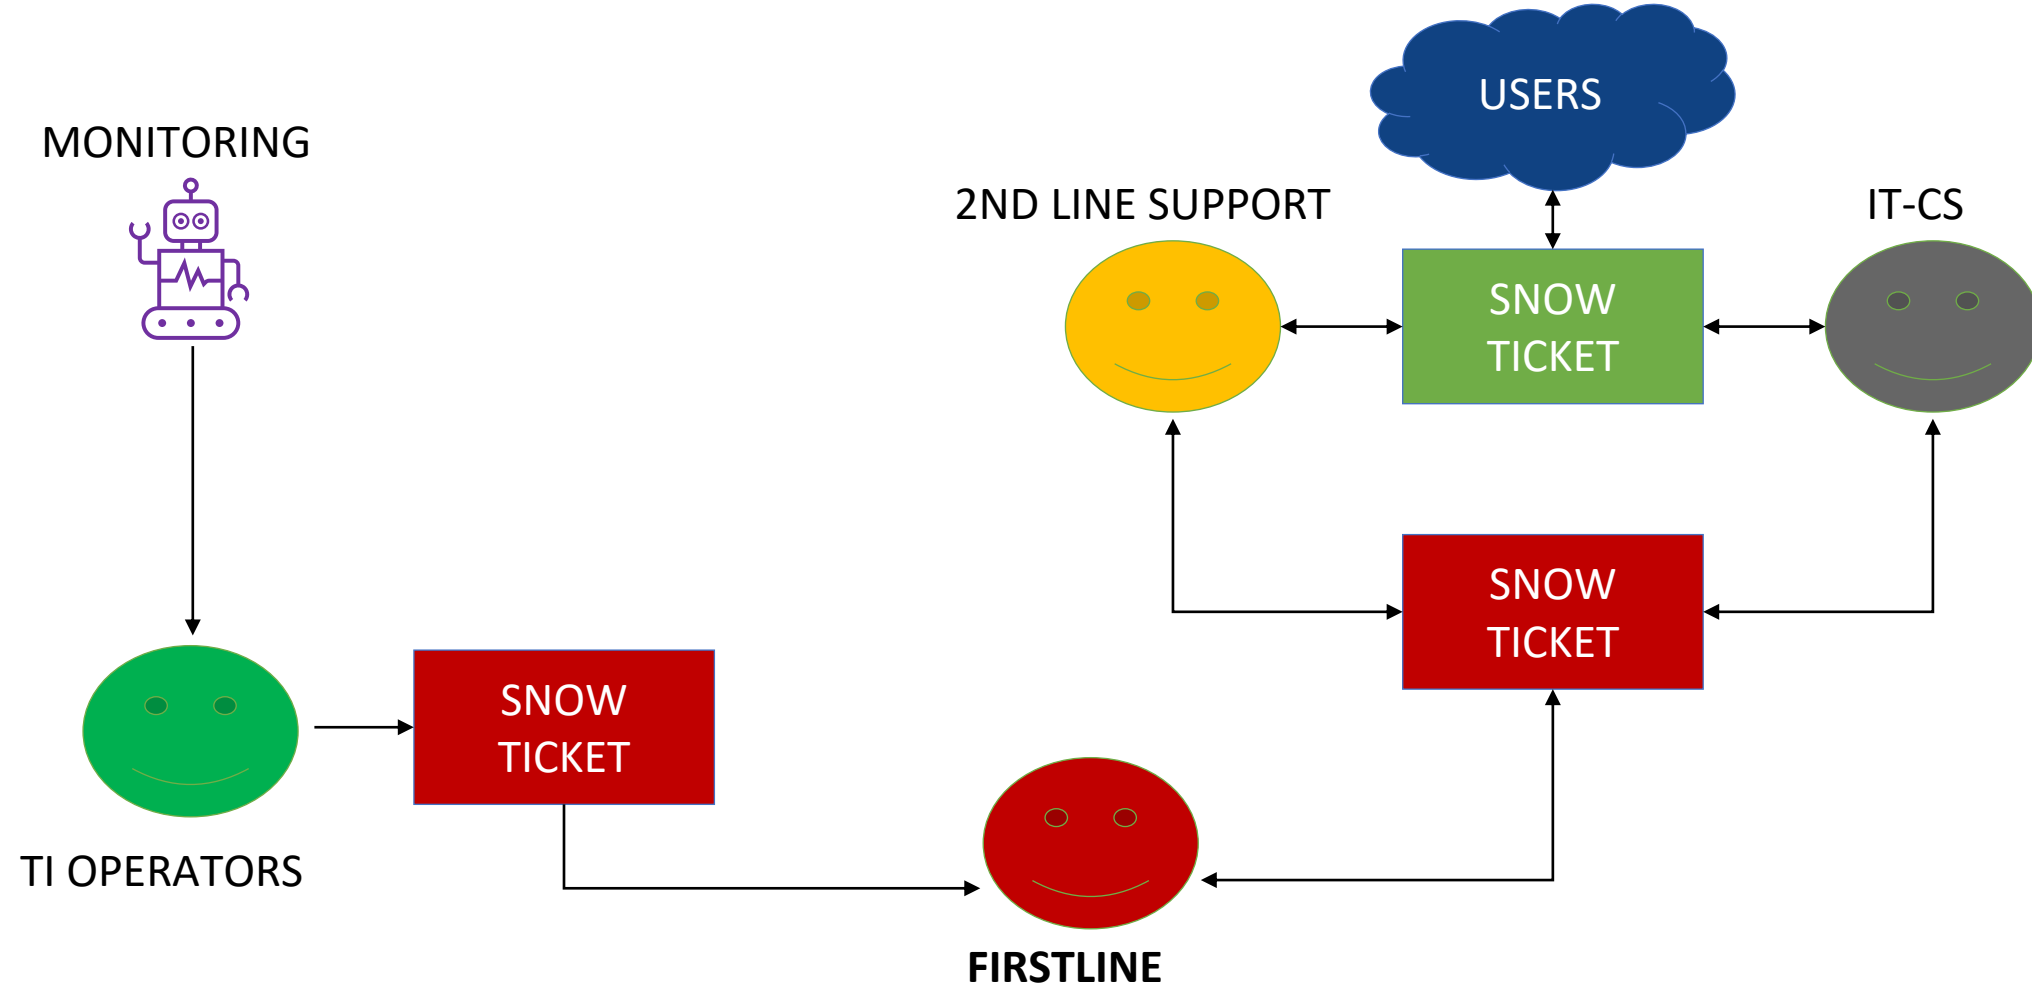 USERS
MONITORING
2ND LINE SUPPORT
IT-CS
SNOW
TICKET
SNOW
TICKET
SNOW
TICKET
TI OPERATORS
FIRSTLINE